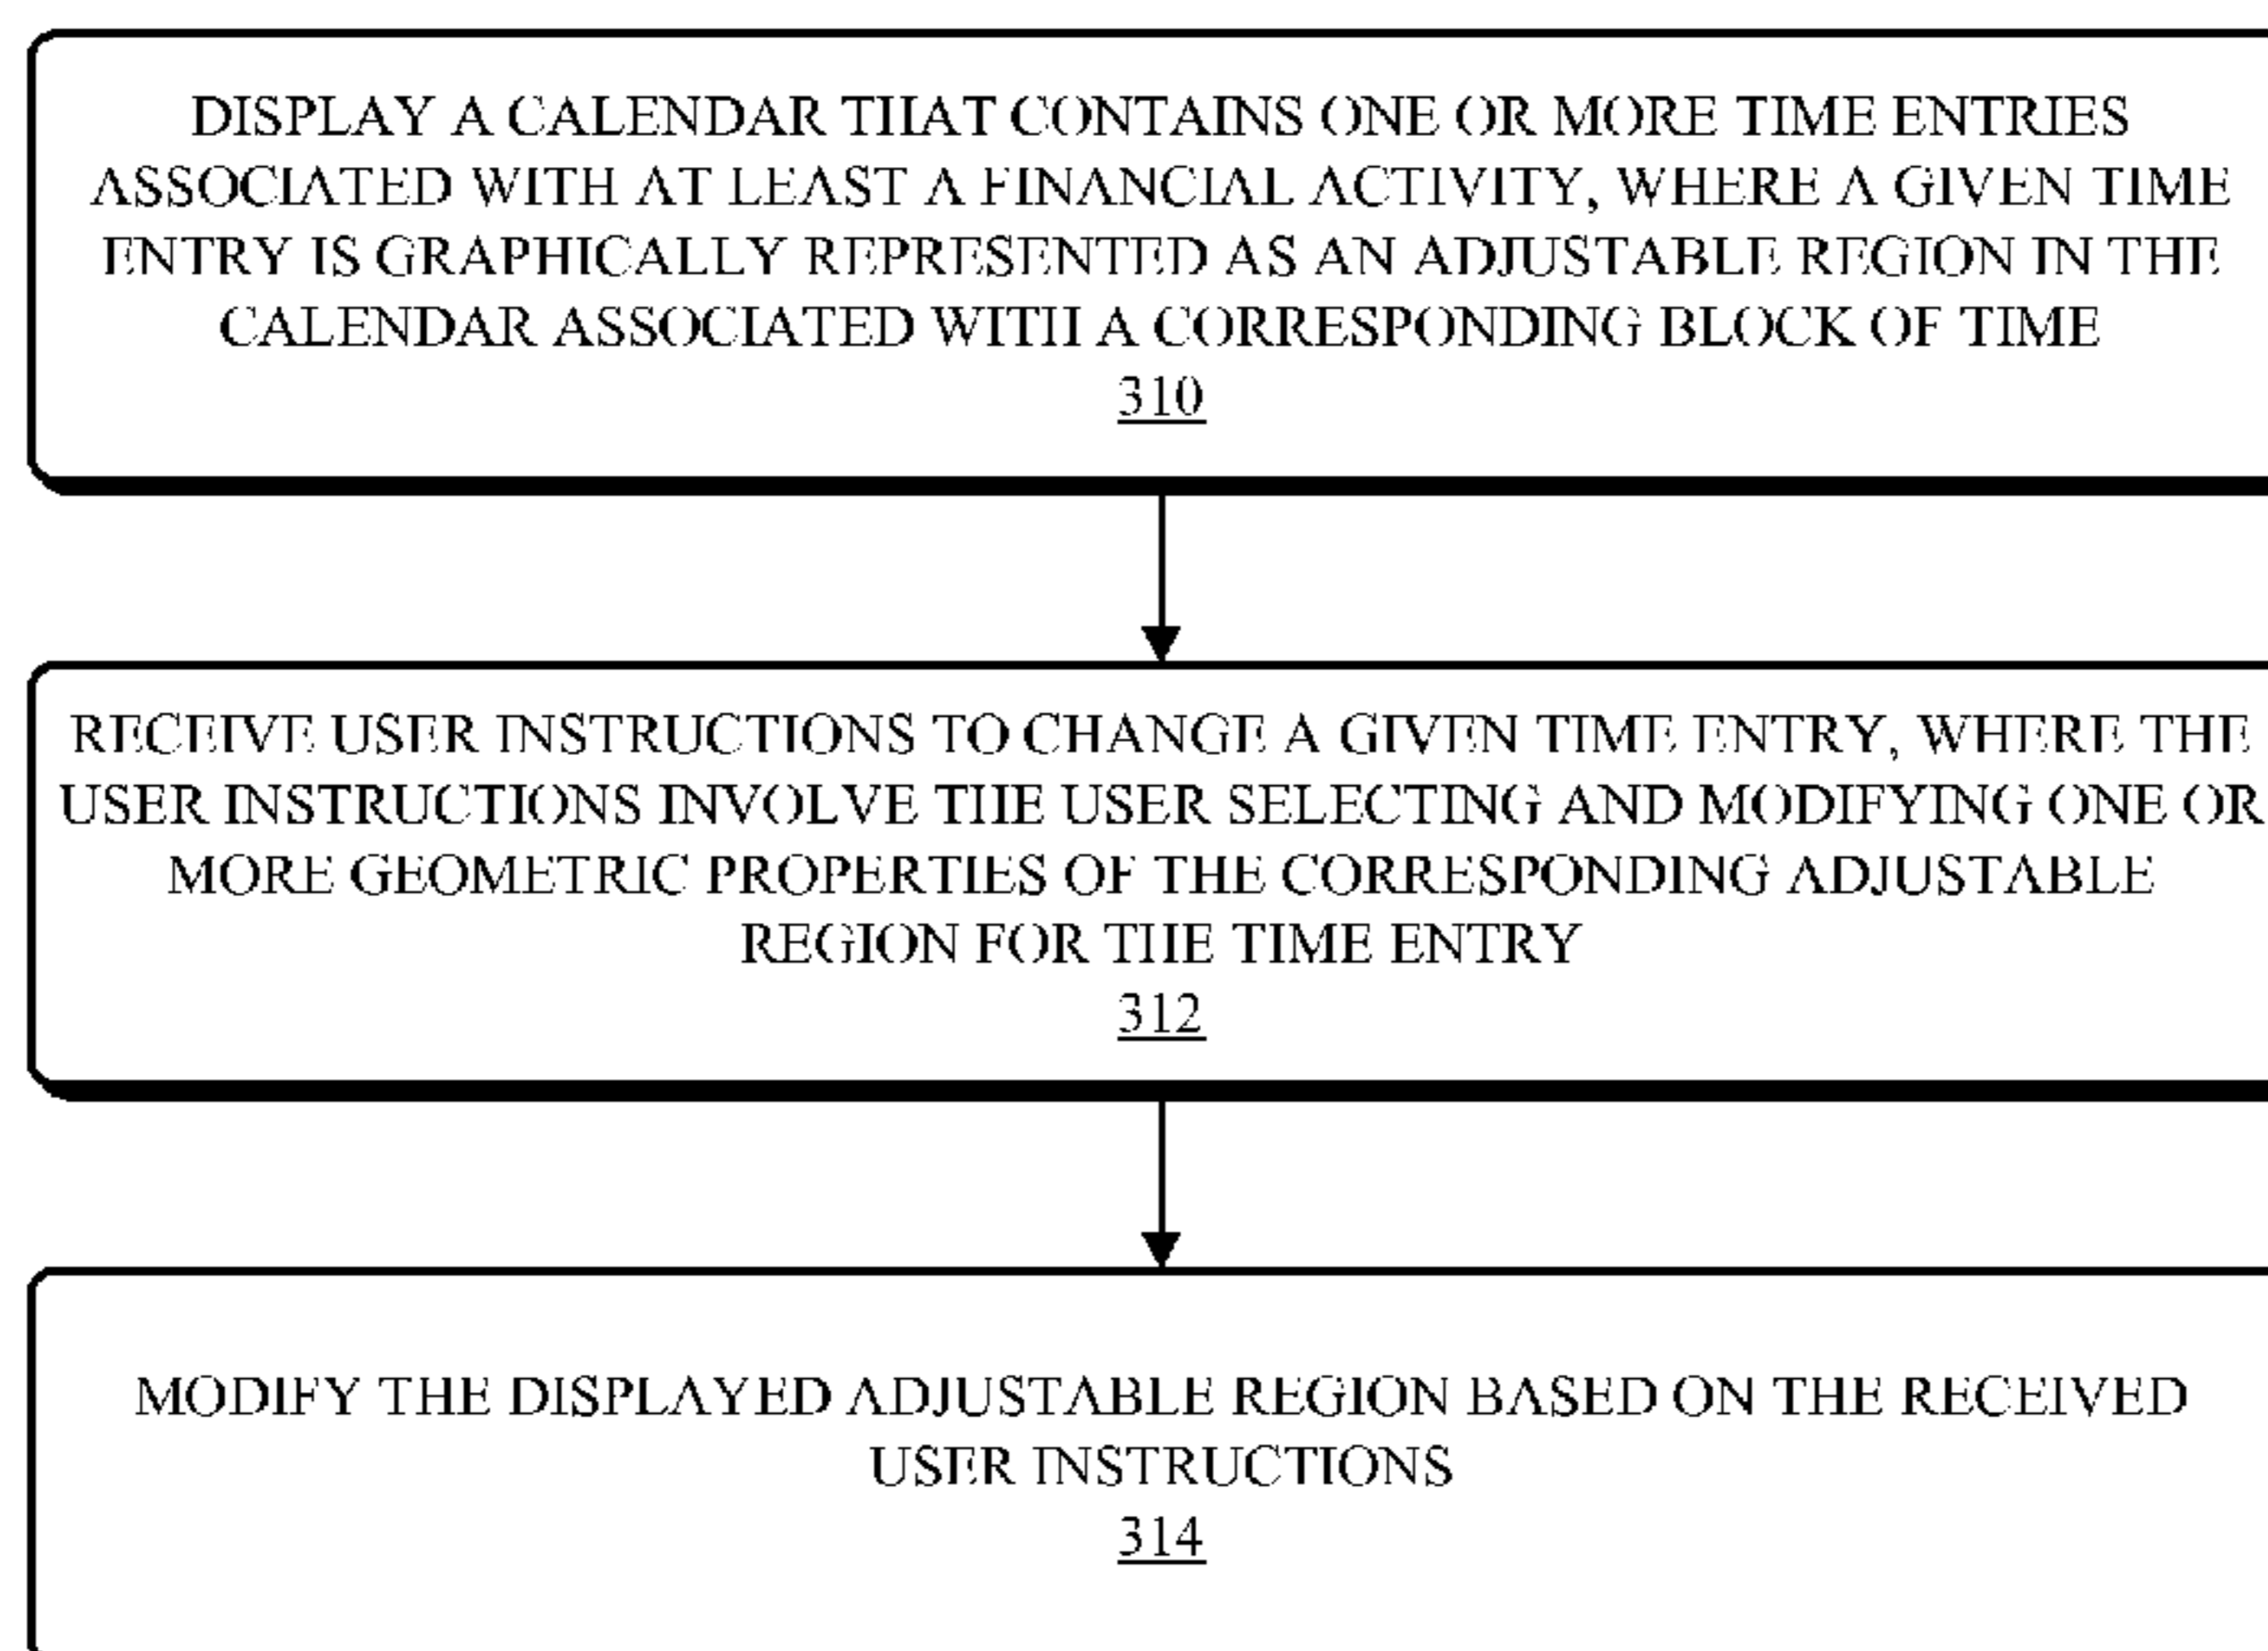 DISPLAY A CALENDAR THAT CONTAINS ONE OR MORE TIME ENTRIES
ASSOCIATED WITH AT LEAST A FINANCIAL ACTIVITY, WHERE A GIVEN TIME
ENTRY IS GRAPHICALLY REPRESENTED AS AN ADJUSTABLE REGION IN THE
CALENDAR ASSOCIATED WITH A CORRESPONDING BLOCK OF TIME
310
RECEIVE USER INSTRUCTIONS TO CHANGE A GIVEN TIME ENTRY, WHERE THE
USER INSTRUCTIONS INVOLVE THE USER SELECTING AND MODIFYING ONE OR
MORE GEOMETRIC PROPERTIES OF THE CORRESPONDING ADJUSTABLE
REGION FOR THE TIME ENTRY
312
MODIFY THE DISPLAYED ADJUSTABLE REGION BASED ON THE RECEIVED
USER INSTRUCTIONS
314